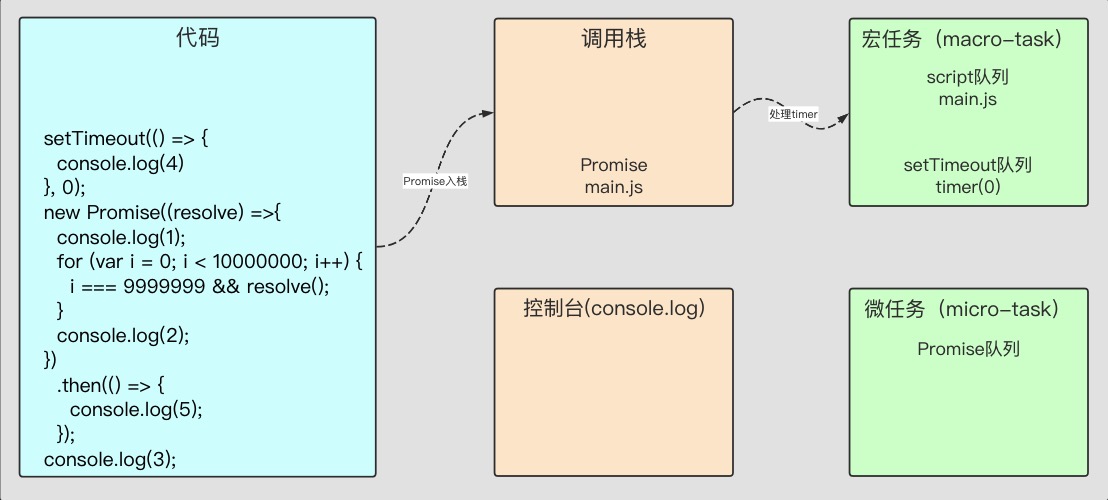 代码
setTimeout(() => {
console.log(4)
}, 0);
new Promise((resolve) =>{
console.log(1);
for (var i = 0; i < 10000000; i++) {
i === 9999999 && resolve();
}
console.log(2);
})
.then(() => {
console.log(5);
});
console.log(3);
Promise入栈
调用栈
Promise
main.js
处理timer
宏任务（macro-task）
script队列
main.js
setTimeout队列
timer(0)
控制台(console.log)
微任务（micro-task）
Promise队列